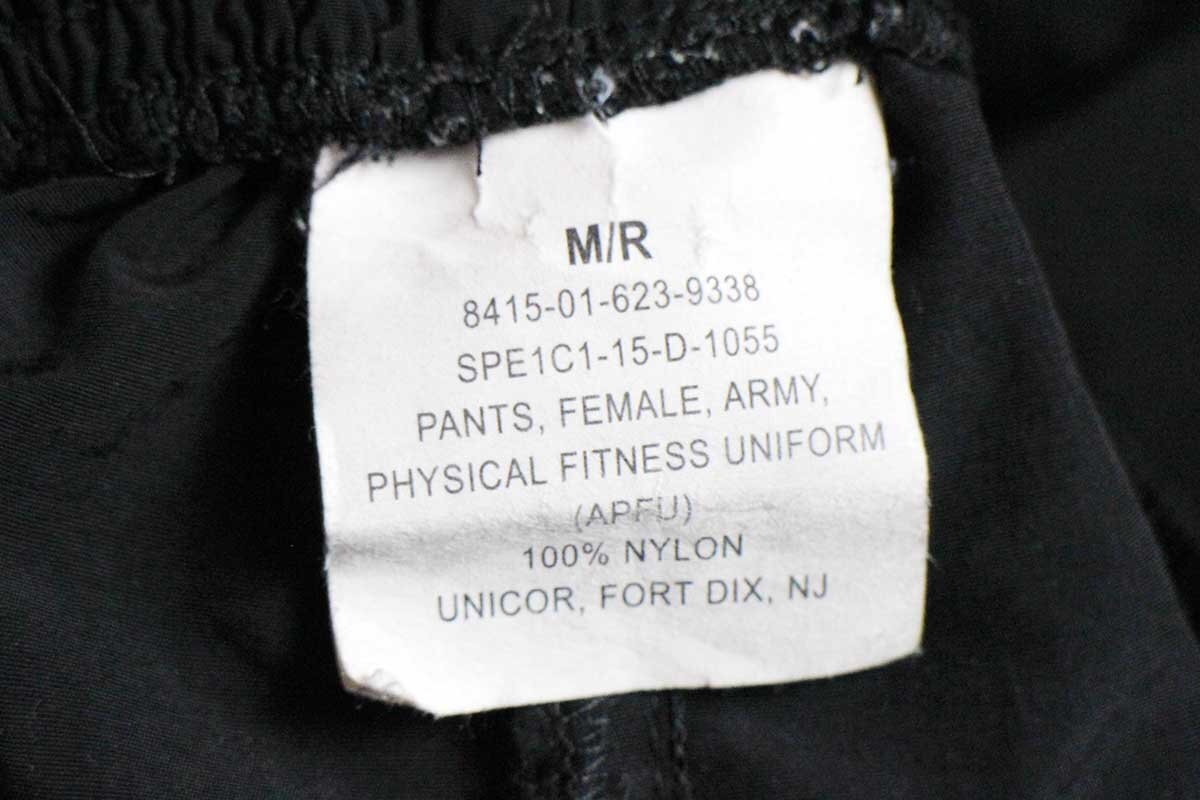 M/R
8415-01-623-9338
SPE1C1-15-D-1055
PANTS, FEMALE, ARMY,
PHYSICAL FITNESS UNIFORM
(APFU)
100% NYLON
UNICOR, FORT DIX, NJ